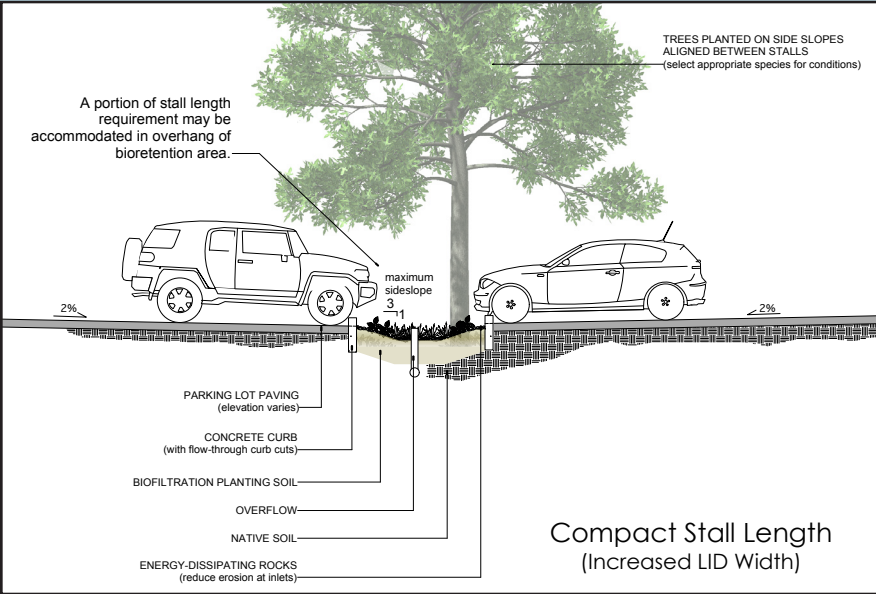 TREES PLANTED ON SIDE SLOPES
ALIGNED BETWEEN STALLS
(select appropriate species for conditions)
A portion of stall length
requirement may be
accommodated in overhang of
bioretention area.
maximum
sideslope
3
1
2%
2%
PARKING LOT PAVING
(elevation varies)
CONCRETE CURB
(with flow-through curb cuts)
BIOFILTRATION PLANTING SOIL
OVERFLOW
NATIVE SOIL
ENERGY-DISSIPATING ROCKS
(reduce erosion at inlets)
Compact Stall Length
(Increased LID Width)